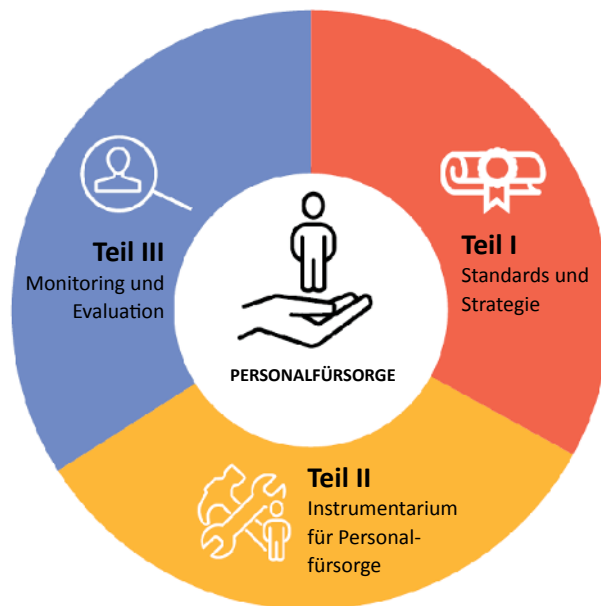 Teil I
Standards und
Strategie
Teil II
Instrumentarium
für Personal-
fürsorge
Teil III
Monitoring und
Evaluation
PERSONALFÜRSORGE